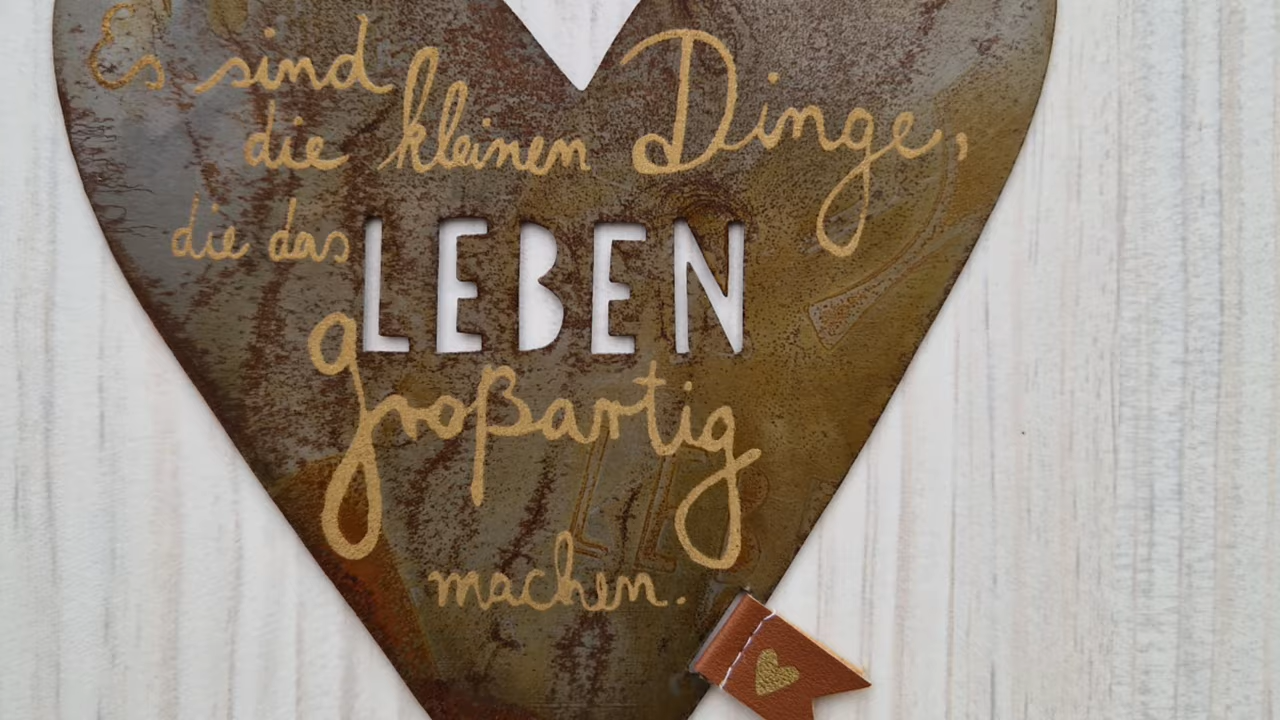 Es sind
die kleinen Dinge,
die das LEBEN
großartig
machen.